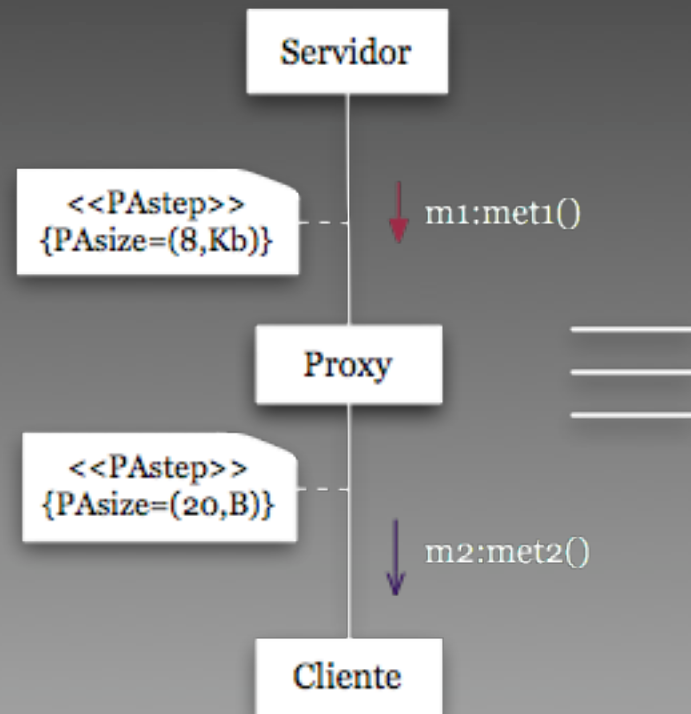 Servidor
<<PAstep>>
{PAsize=(8,Kb)}
m1:met1()
Proxy
<<PAstep>>
{PAsize=(20,B)}
m2:met2()
Cliente